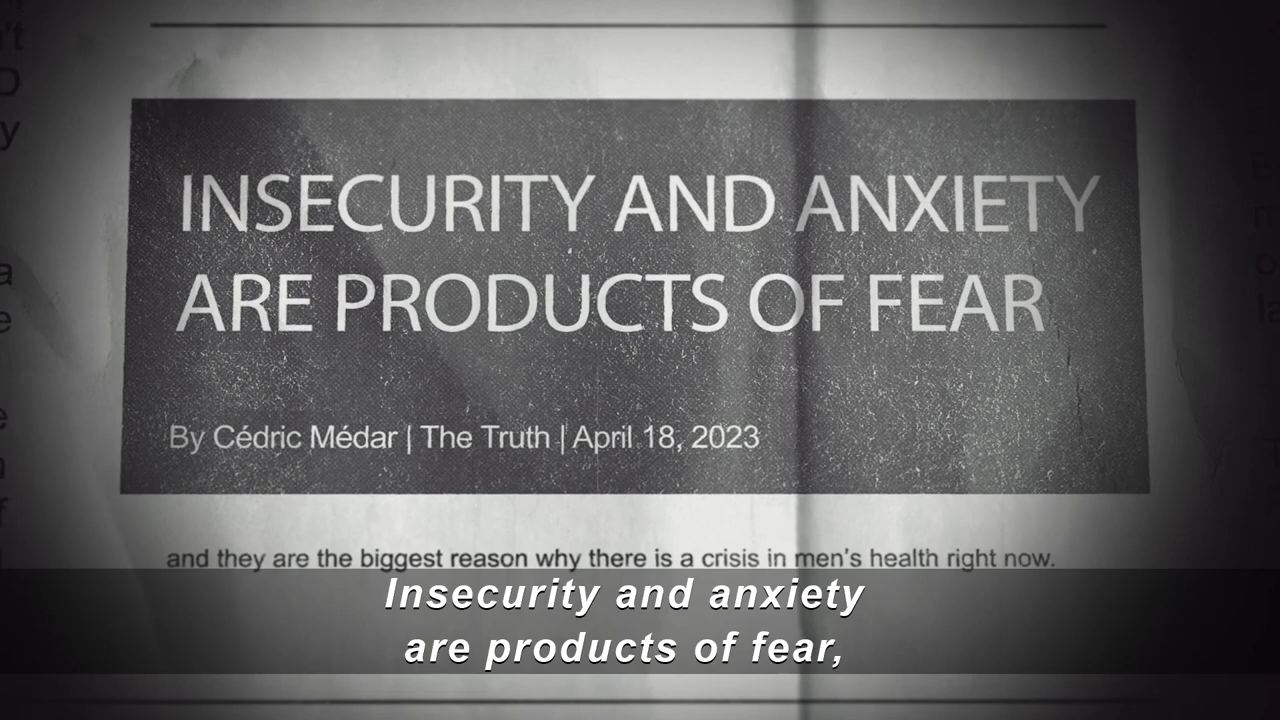 INSECURITY AND ANXIETY
ARE PRODUCTS OF FEAR
By Cédric Médar | The Truth | April 18, 2023
and they are the biggest reason why there is a crisis in men's health right now.
Insecurity and anxiety
are products of fear,